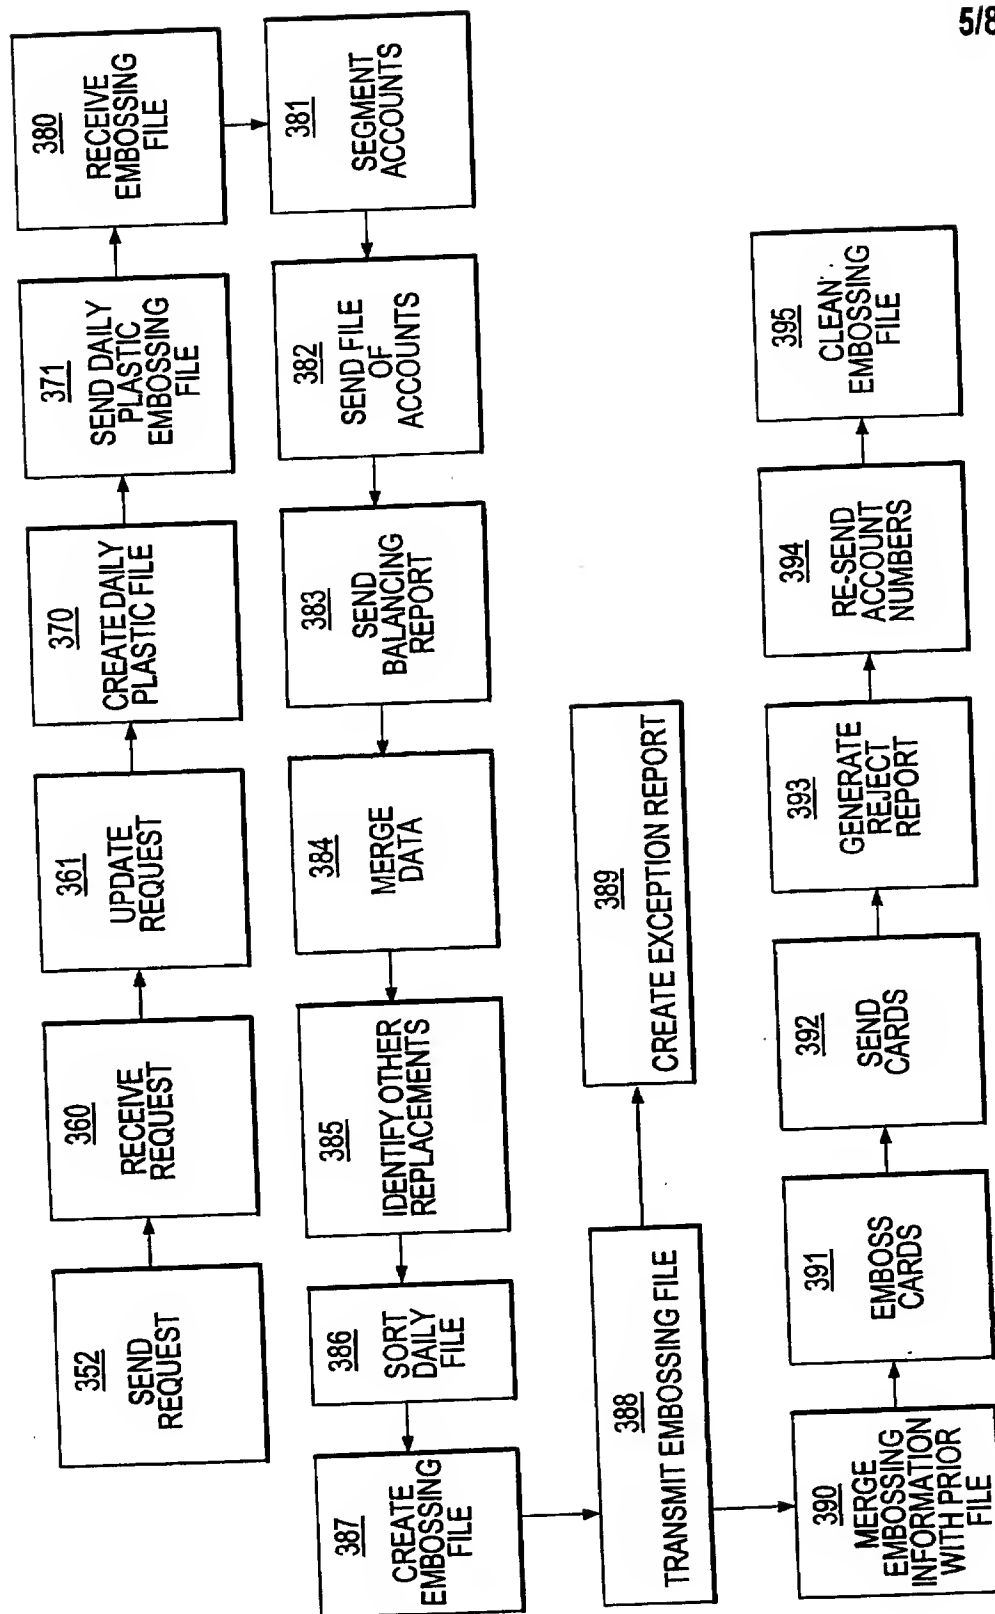 5/8
352
SEND
REQUEST
360
RECEIVE
REQUEST
361
UPDATE
REQUEST
370
CREATE DAILY
PLASTIC FILE
371
SEND DAILY
PLASTIC
EMBOSSING
FILE
380
RECEIVE
EMBOSSING
FILE
381
SEGMENT
ACCOUNTS
382
SEND FILE
OF
ACCOUNTS
383
SEND
BALANCING
REPORT
384
MERGE
DATA
385
IDENTIFY OTHER
REPLACEMENTS
386
SORT
DAILY
FILE
387
CREATE
EMBOSSING
FILE
388
TRANSMIT EMBOSSING FILE
389
CREATE EXCEPTION REPORT
390
MERGE
EMBOSSING
INFORMATION
WITH PRIOR
FILE
391
EMBOSS
CARDS
392
SEND
CARDS
393
GENERATE
REJECT
REPORT
394
RE-SEND
ACCOUNT
NUMBERS
395
CLEAN
EMBOSSING
FILE